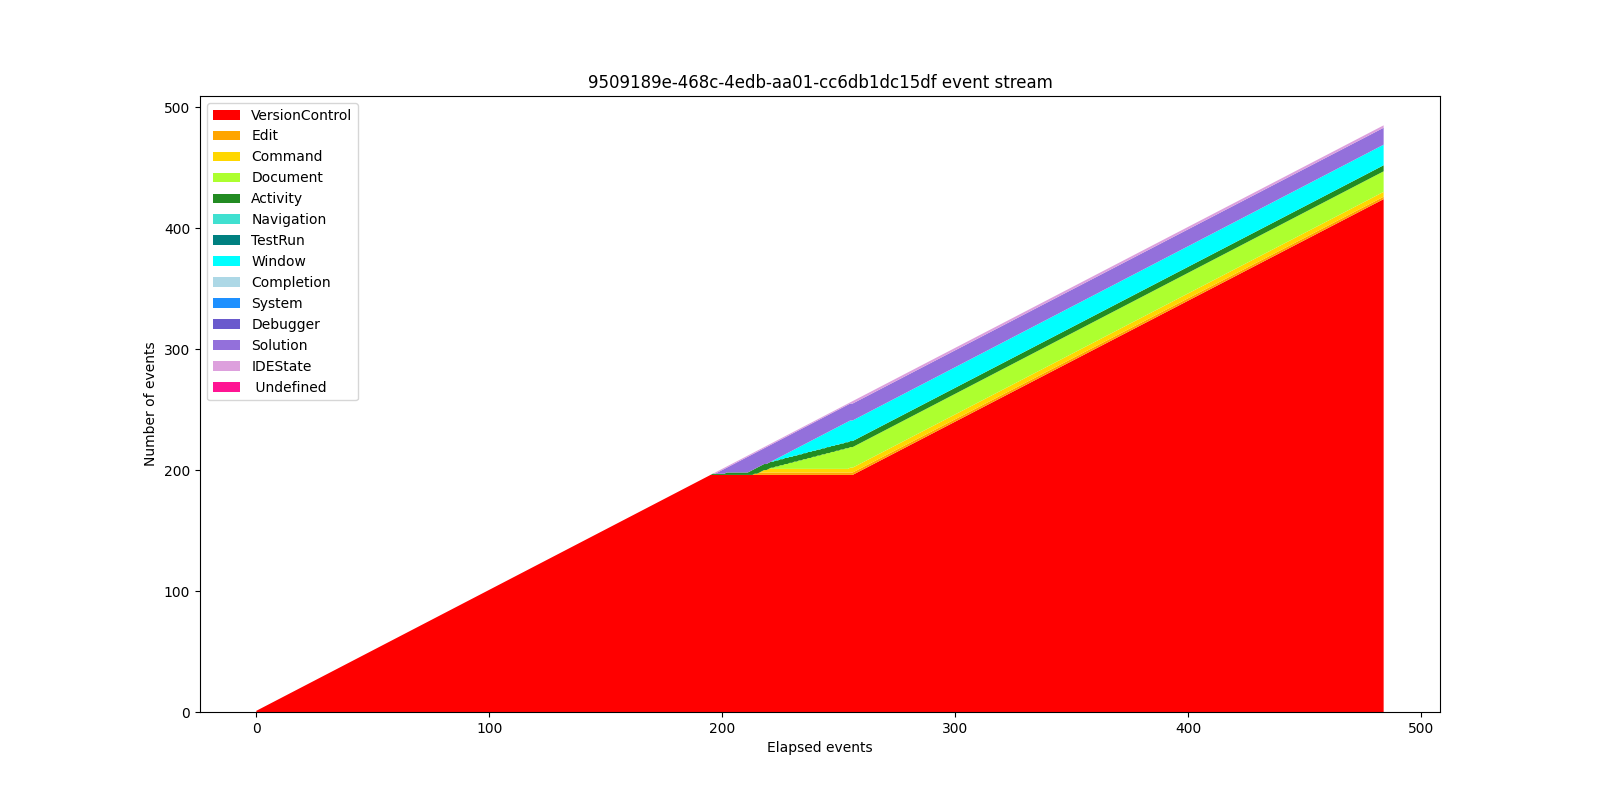 9509189e-468c-4edb-aa01-cc6db1dc15df event stream
500
400
300
200
100
0
Number of events
VersionControl
Edit
Command
Document
Activity
Navigation
TestRun
Window
Completion
System
Debugger
Solution
IDEState
Undefined
0 100 200 300 400 500
Elapsed events